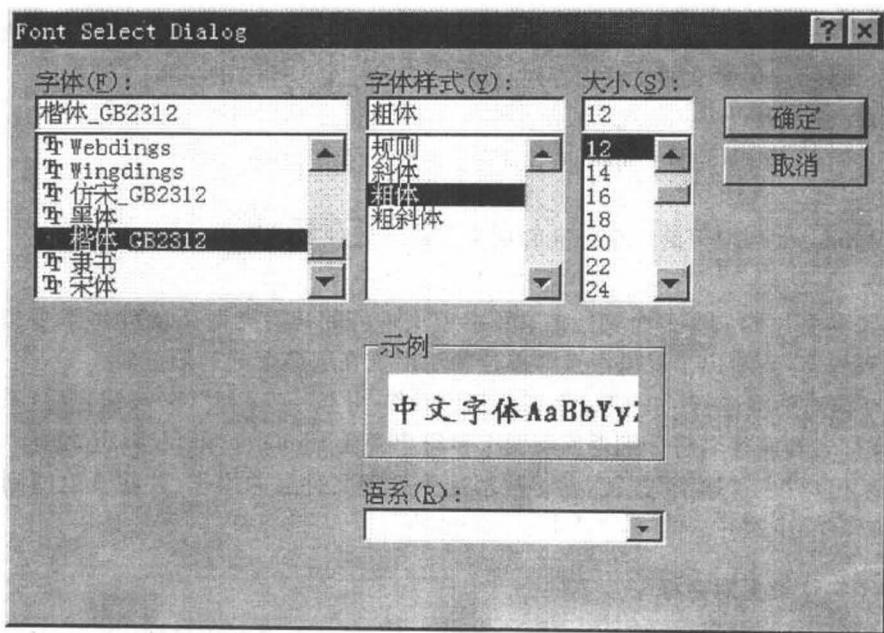 Font Select Dialog
字体(F):
楷体_GB2312
Webdings
Wingdings
仿宋_GB2312
黑体
楷体_GB2312
隶书
宋体
字体样式(Y):
粗体
规则
斜体
粗体
粗斜体
大小(S):
12
12
14
16
18
20
22
24
确定
取消
示例
中文字体AaBbYy
语系(R):